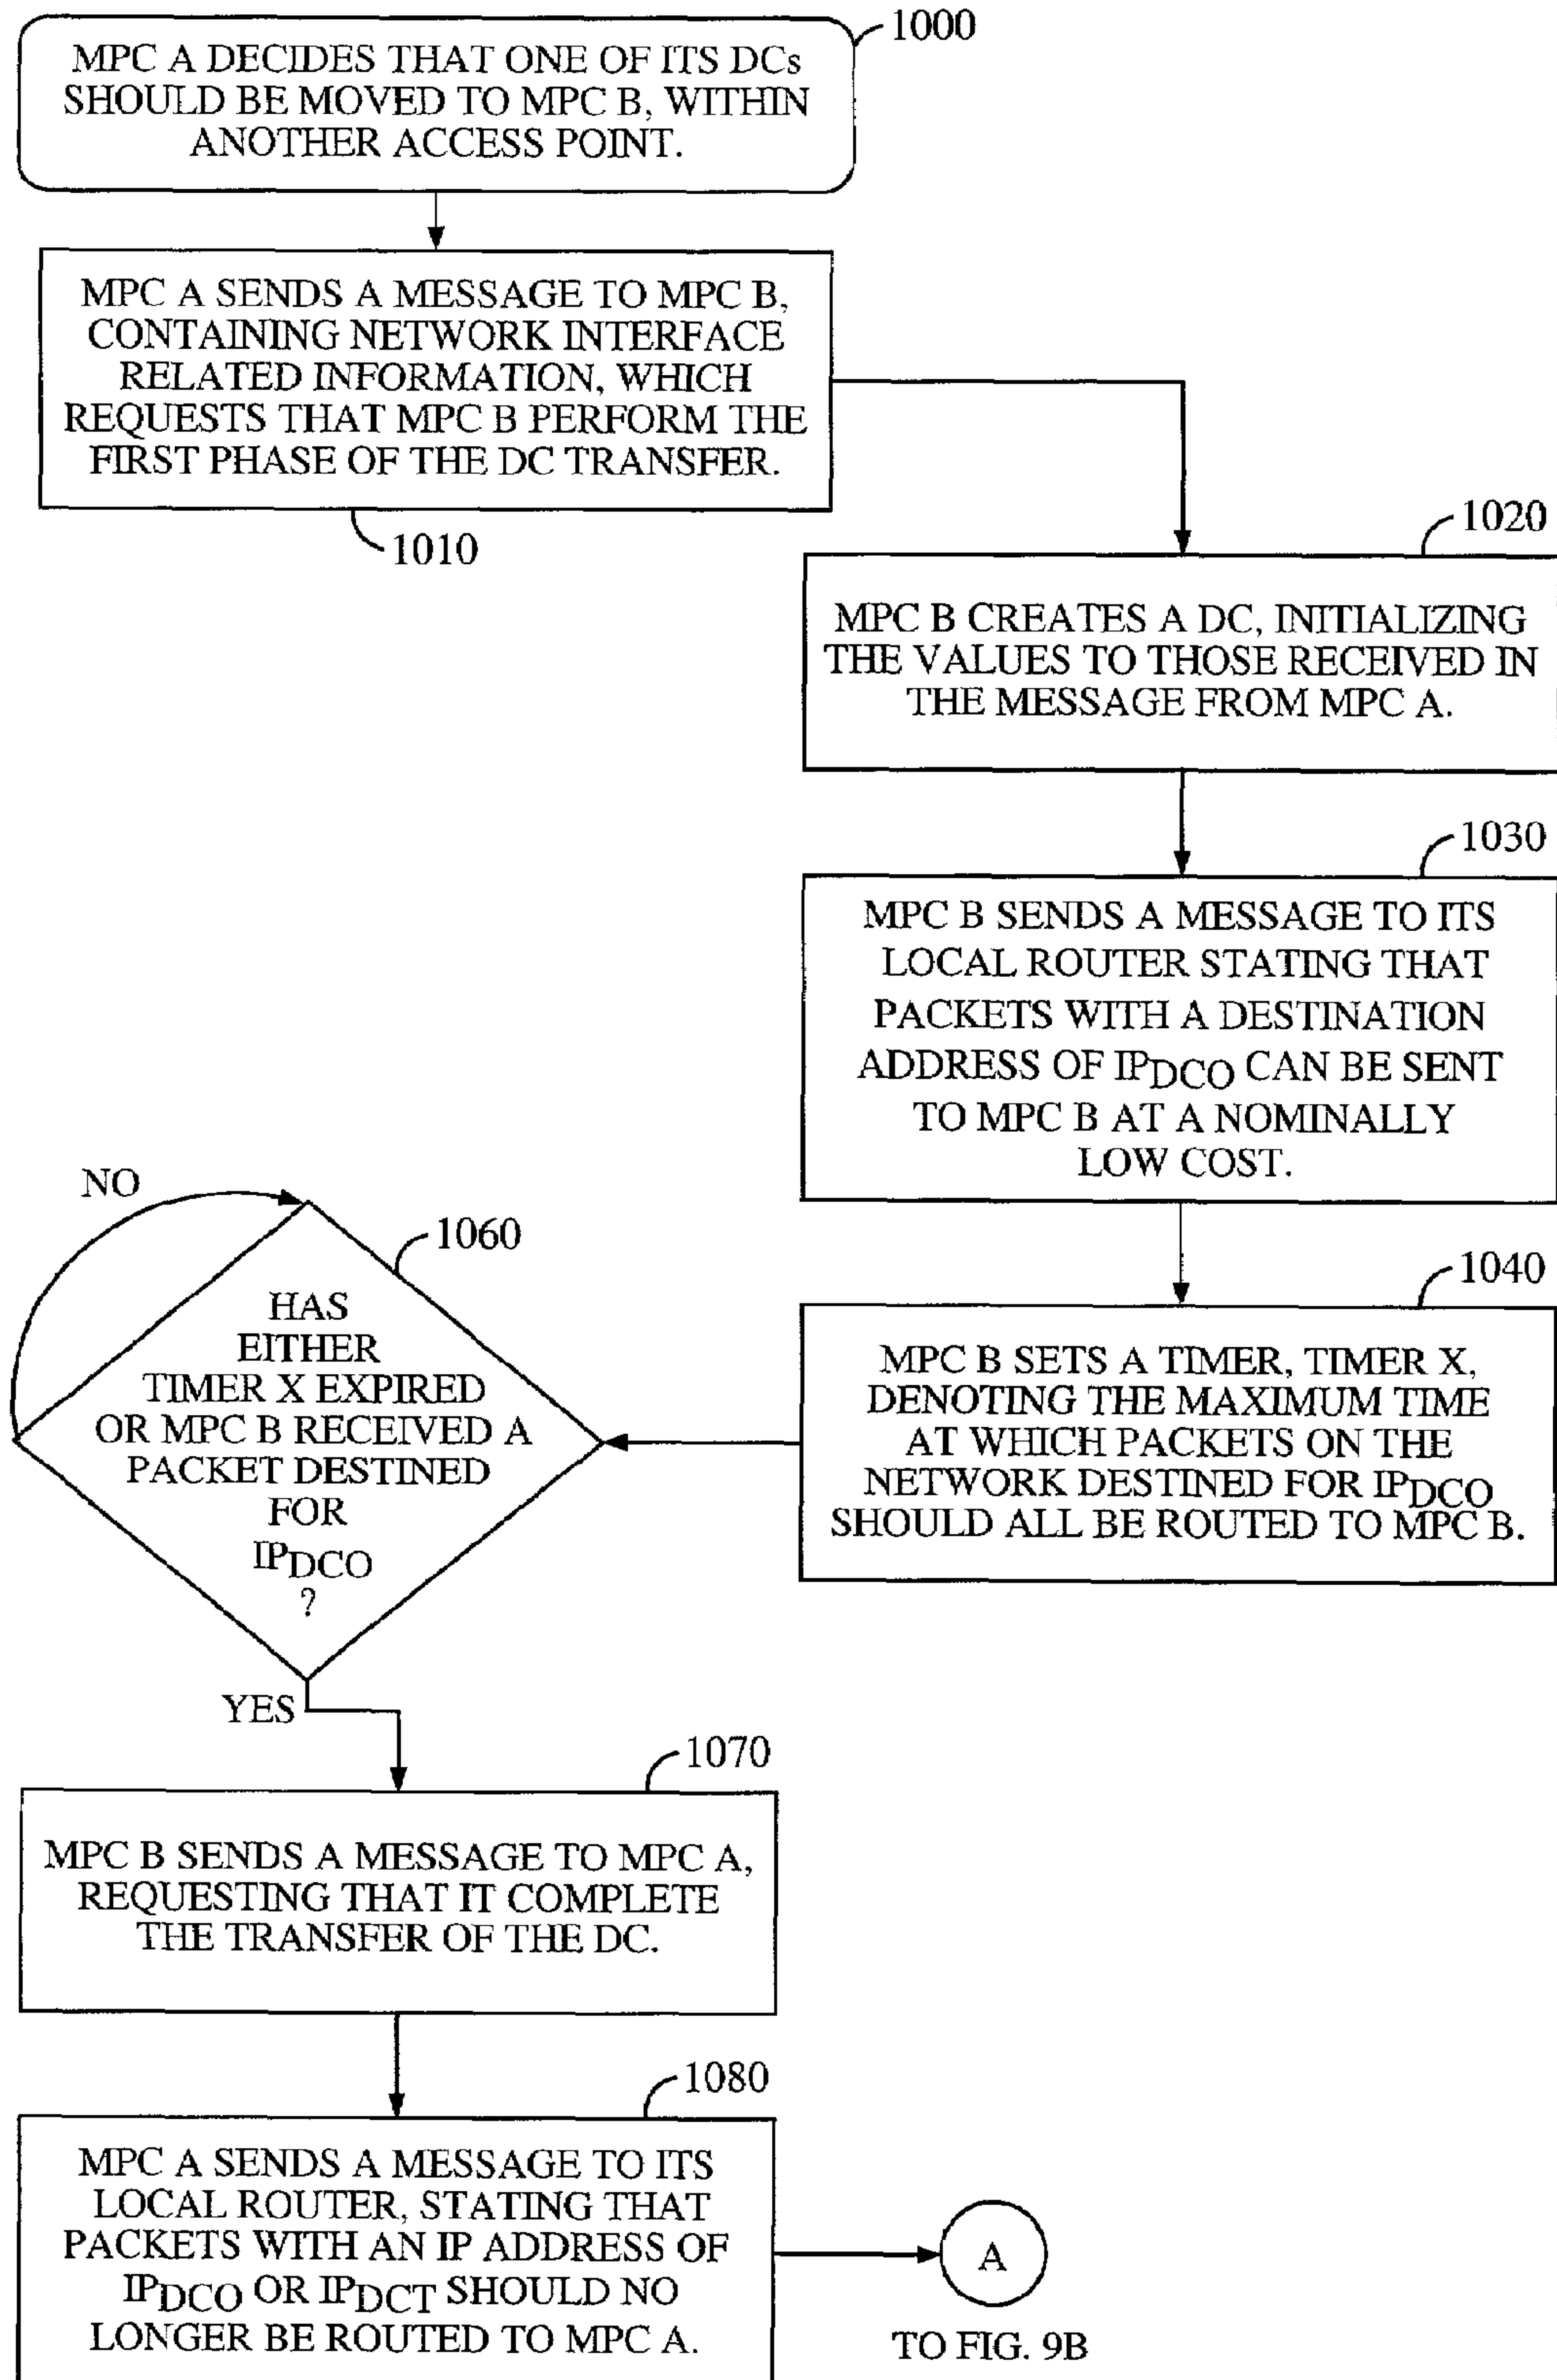 1000
MPC A DECIDES THAT ONE OF ITS DCs
SHOULD BE MOVED TO MPC B, WITHIN
ANOTHER ACCESS POINT.
MPC A SENDS A MESSAGE TO MPC B,
CONTAINING NETWORK INTERFACE
RELATED INFORMATION, WHICH
REQUESTS THAT MPC B PERFORM THE
FIRST PHASE OF THE DC TRANSFER.
1010
1020
MPC B CREATES A DC, INITIALIZING
THE VALUES TO THOSE RECEIVED IN
THE MESSAGE FROM MPC A.
1030
MPC B SENDS A MESSAGE TO ITS
LOCAL ROUTER STATING THAT
PACKETS WITH A DESTINATION
ADDRESS OF IPDCO CAN BE SENT
TO MPC B AT A NOMINALLY
LOW COST.
1040
MPC B SETS A TIMER, TIMER X,
DENOTING THE MAXIMUM TIME
AT WHICH PACKETS ON THE
NETWORK DESTINED FOR IPDCO
SHOULD ALL BE ROUTED TO MPC B.
NO
1060
HAS
EITHER
TIMER X EXPIRED
OR MPC B RECEIVED A
PACKET DESTINED
FOR
IPDCO
?
YES
1070
MPC B SENDS A MESSAGE TO MPC A,
REQUESTING THAT IT COMPLETE
THE TRANSFER OF THE DC.
1080
MPC A SENDS A MESSAGE TO ITS
LOCAL ROUTER, STATING THAT
PACKETS WITH AN IP ADDRESS OF
IPDCO OR IPDCT SHOULD NO
LONGER BE ROUTED TO MPC A.
A
TO FIG. 9B